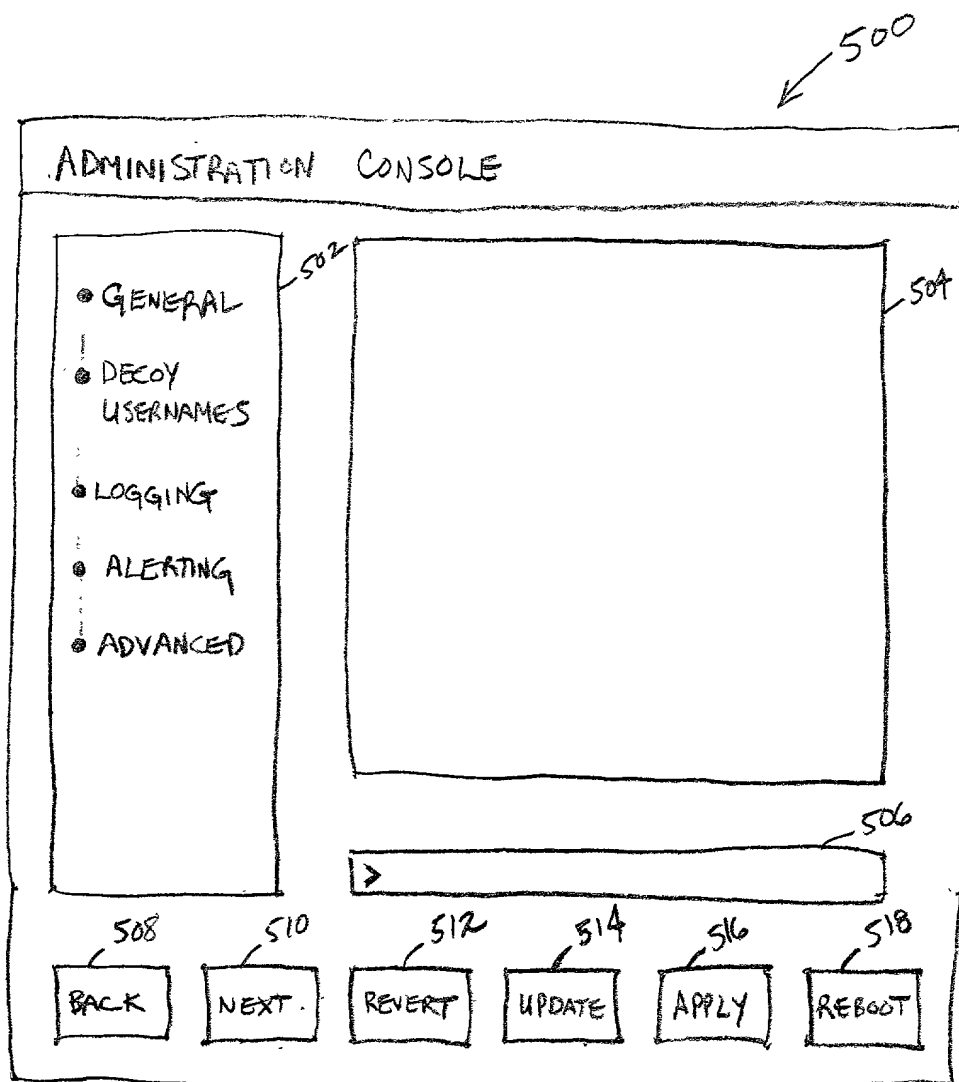 500
ADMINISTRATION CONSOLE
502
504
GENERAL
DECOY
USERNAMES
LOGGING
ALERTING
ADVANCED
506
>
508 510 512 514 516 518
BACK NEXT. REVERT UPDATE APPLY REBOOT